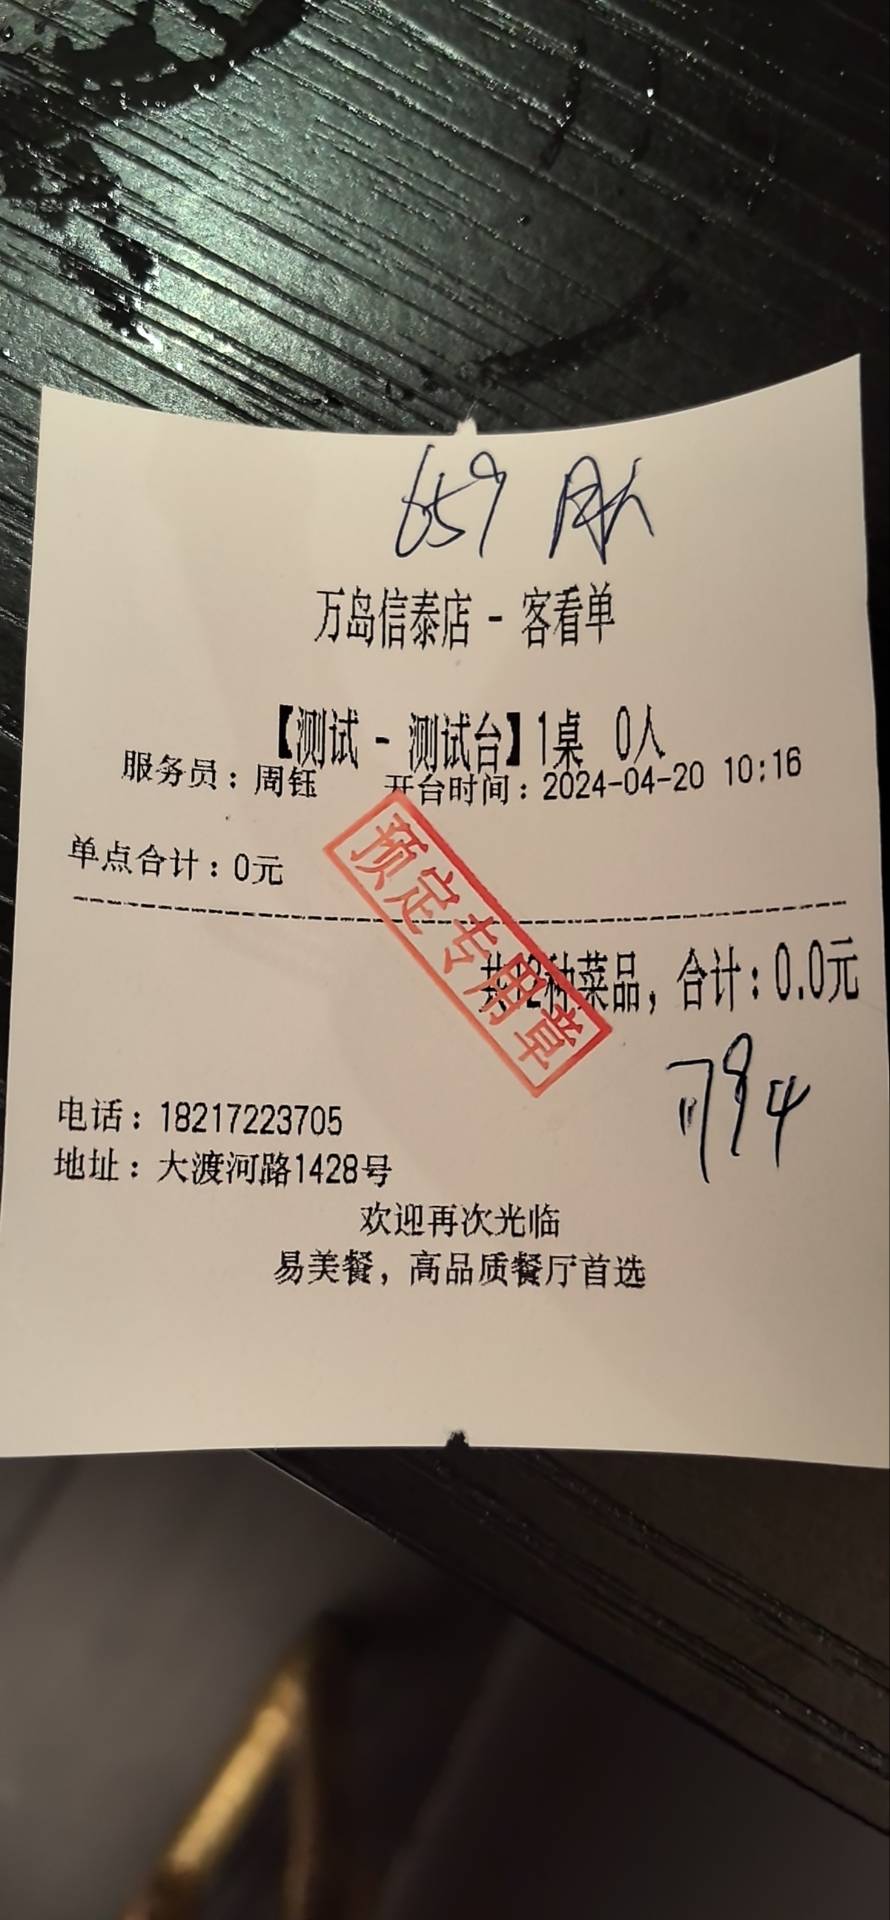 659
万岛信泰店 - 客看单
【测试 - 测试台】1桌 0人
服务员：周钰 开台时间：2024-04-20 10:16
单点合计：0元
预定专用章
共12种菜品，合计：0.0元
电话：18217223705
地址：大渡河路1428号
欢迎再次光临
易美餐，高品质餐厅首选